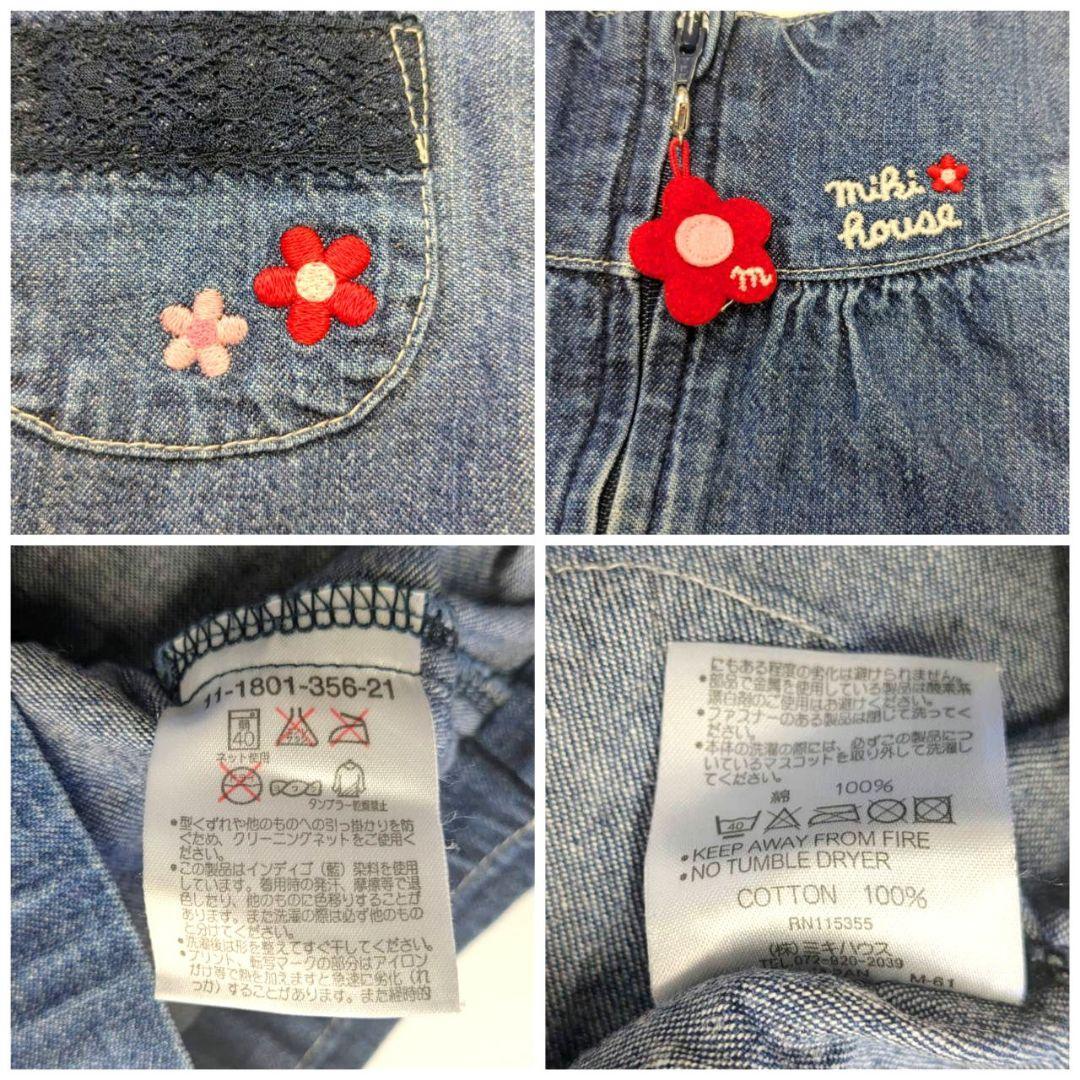 miki
house
m
11-1801-356-21
弱
40
ネット使用
タンブラー乾燥禁止
•型くずれや他のものへの引っ掛かりを防
ぐため、クリーニングネットをご使用く
ださい。
•この製品はインディゴ（藍）染料を使用
しています。着用時の発汗、摩擦等で退
色したり、他のものに色移りすることが
あります。また洗濯の際は必ず他のもの
と分けてください。
•洗濯後は形を整えてすぐ干してください。
•プリント、転写マークの部分はアイロン
がけ等で熱を加えますと急速に劣化（れ
っか）することがあります。また経時的
にもある程度の劣化は避けられません。
•部品で金属を使用している製品は酸素系
漂白剤のご使用はお避けください。
•ファスナーのある製品は閉じて洗ってく
ださい。
•本体の洗濯の際には、必ずこの製品につ
いているマスコットを取り外して洗濯し
てください。
綿 100%
40
•KEEP AWAY FROM FIRE
•NO TUMBLE DRYER
COTTON 100%
RN115355
(株)ミキハウス
TEL.072-920-2039
M-61